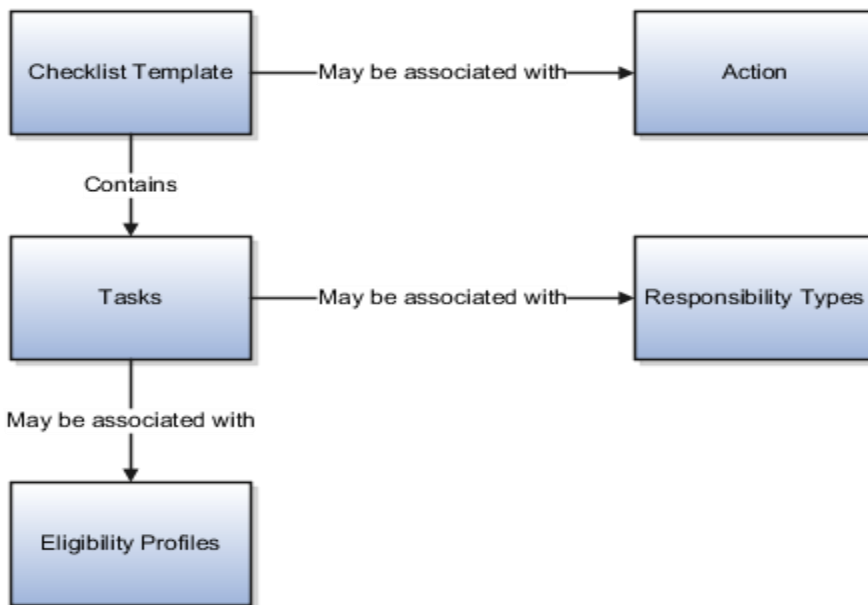 Checklist Template
May be associated with
Action
Contains
Tasks
May be associated with
Responsibility Types
May be associated with
Eligibility Profiles